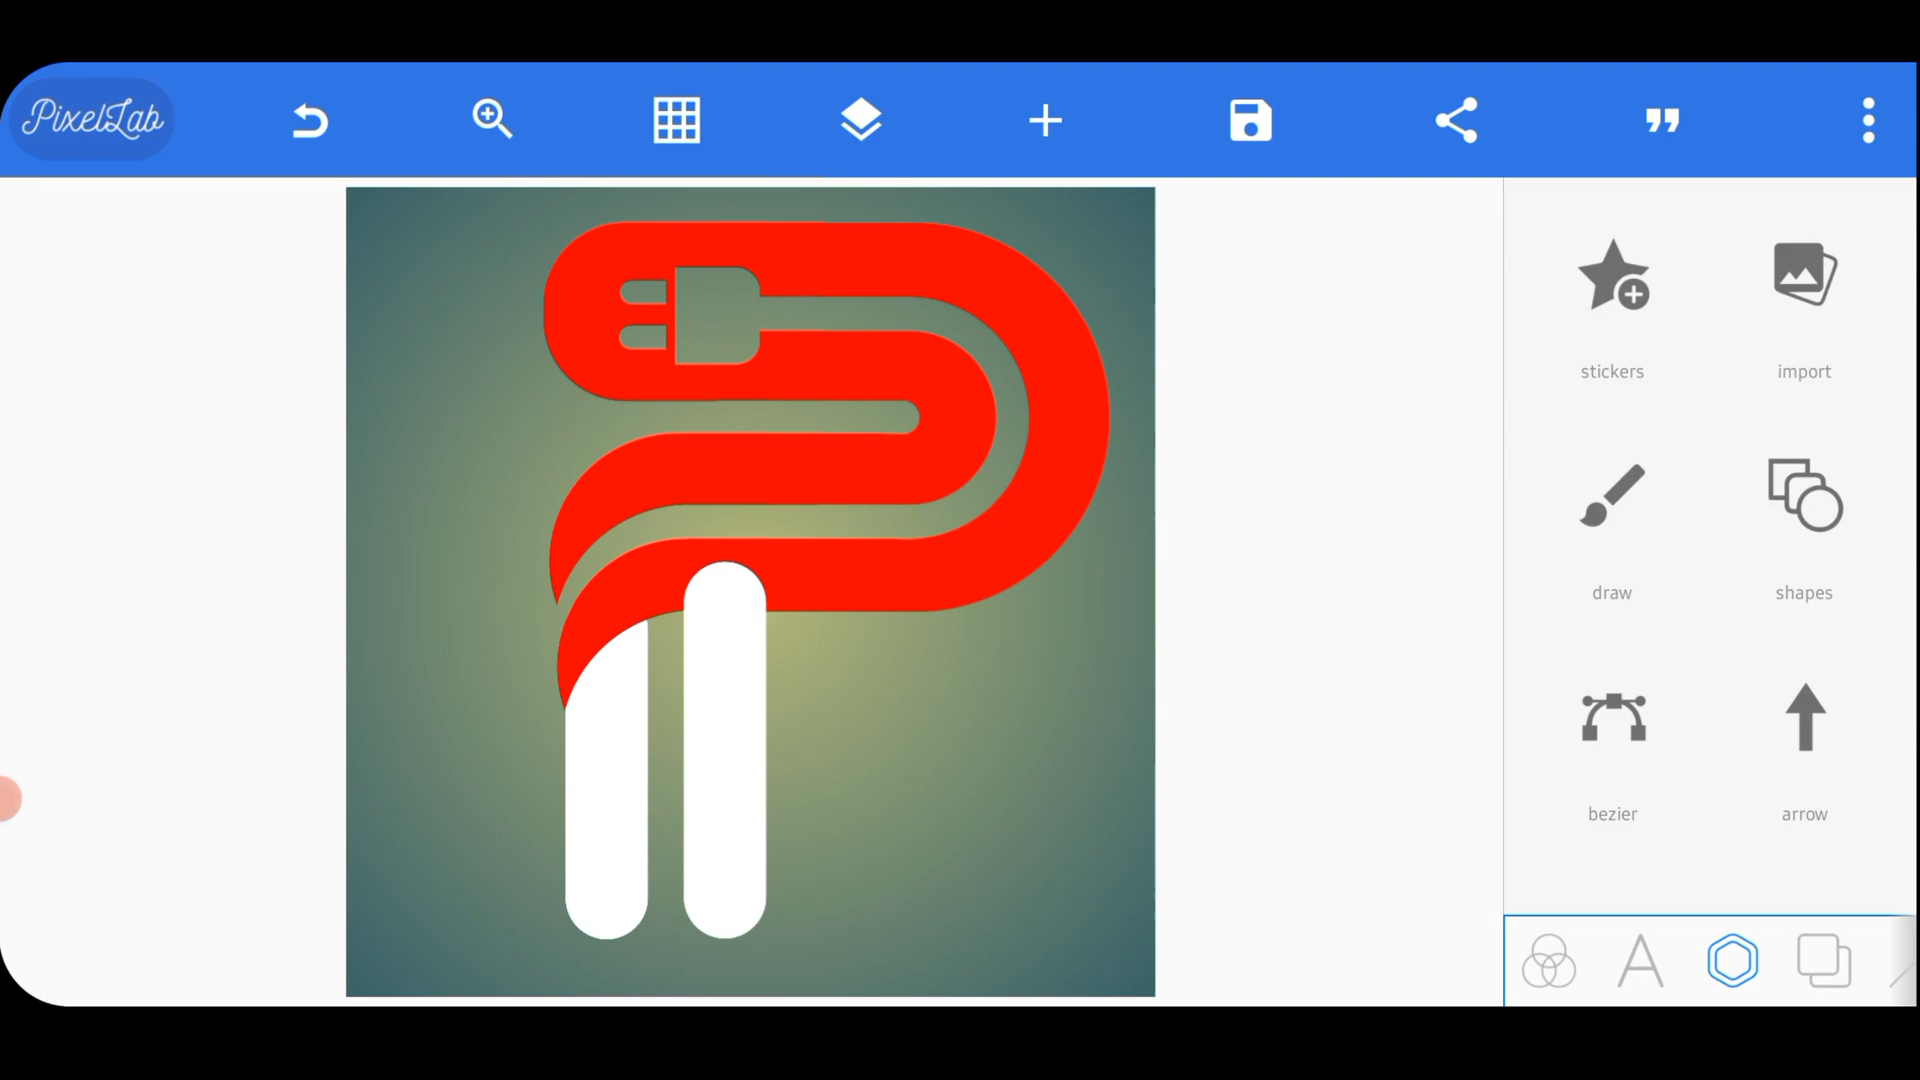 PixelLab
stickers
import
draw
shapes
bezier
arrow